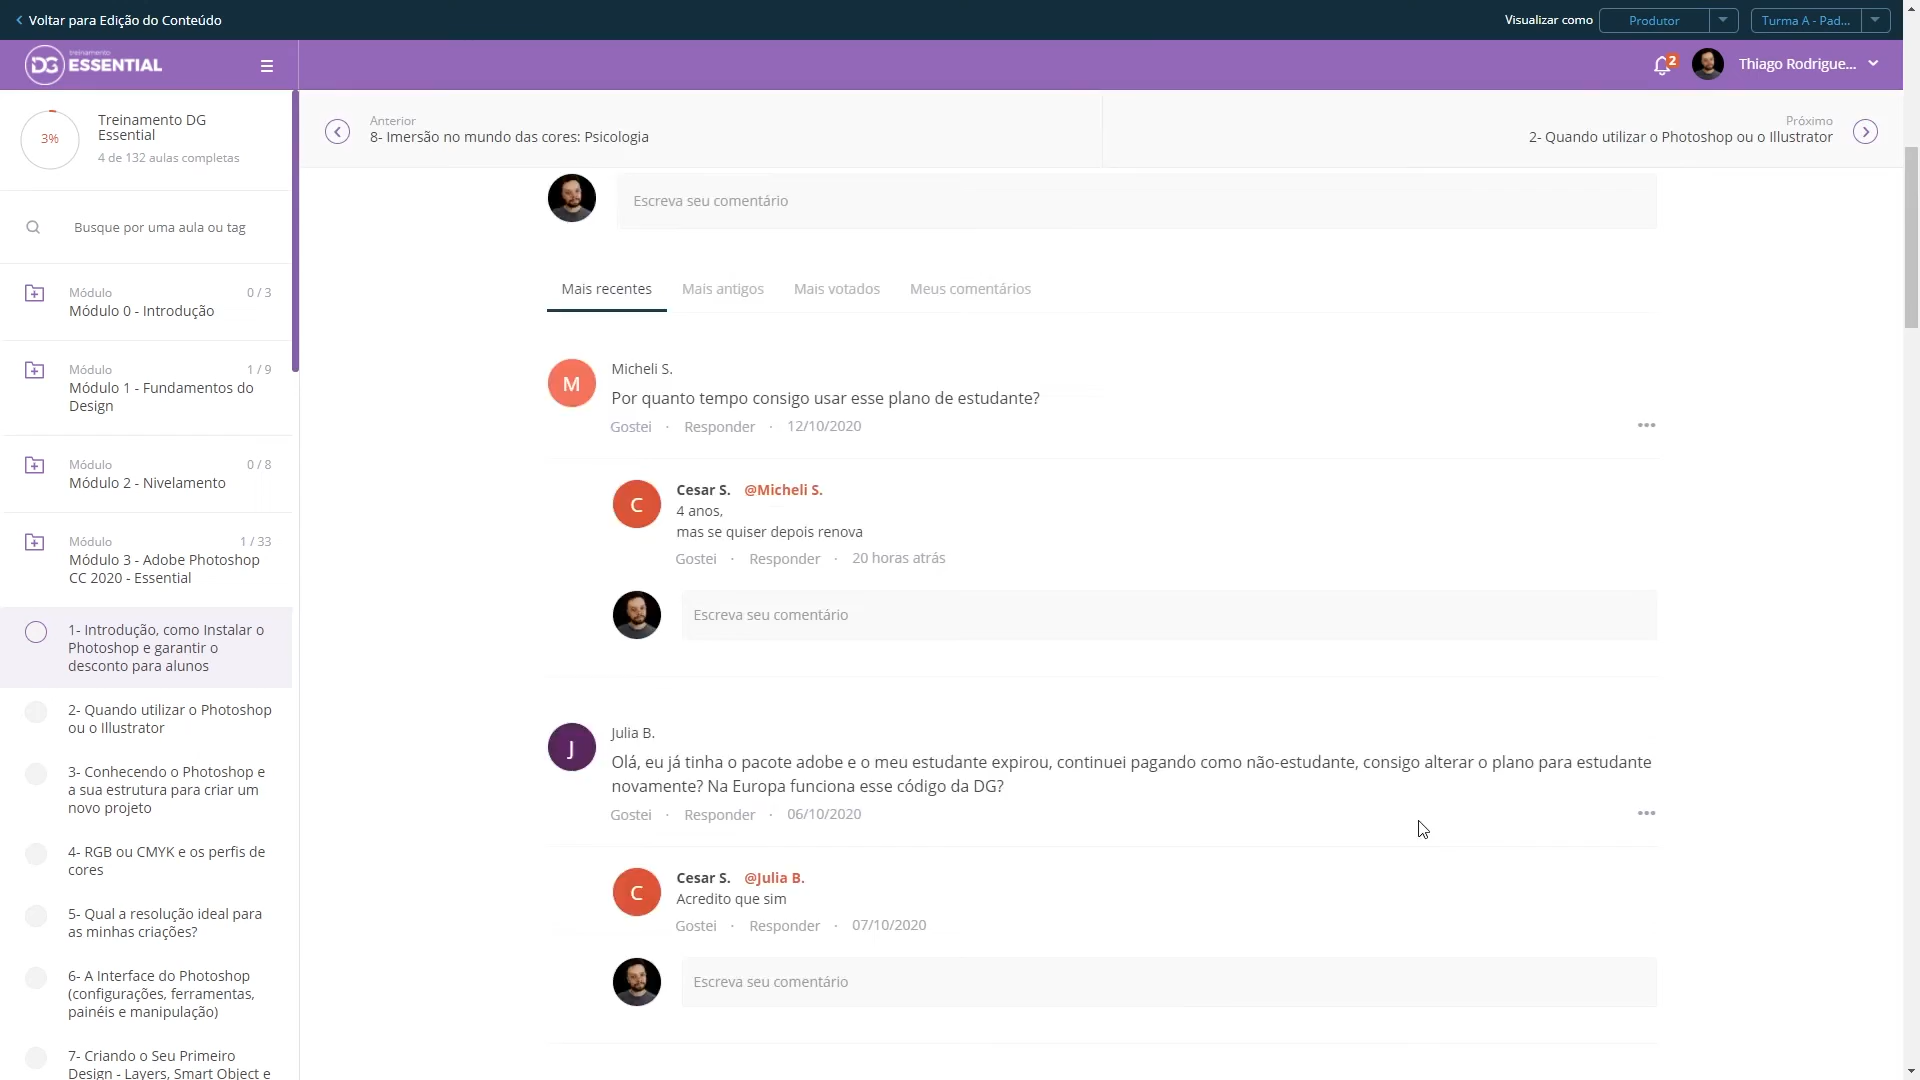 Voltar para Edição do Conteúdo
Visualizar como
Produtor
Turma A - Pad...
treinamento
DG ESSENTIAL
2
Thiago Rodrigue...
3%
Treinamento DG
Essential
4 de 132 aulas completas
Anterior
8- Imersão no mundo das cores: Psicologia
Próximo
2- Quando utilizar o Photoshop ou o Illustrator
Busque por uma aula ou tag
Módulo 0 / 3
Módulo 0 - Introdução
Módulo 1 / 9
Módulo 1 - Fundamentos do
Design
Módulo 0 / 8
Módulo 2 - Nivelamento
Módulo 1 / 33
Módulo 3 - Adobe Photoshop
CC 2020 - Essential
1- Introdução, como Instalar o
Photoshop e garantir o
desconto para alunos
2- Quando utilizar o Photoshop
ou o Illustrator
3- Conhecendo o Photoshop e
a sua estrutura para criar um
novo projeto
4- RGB ou CMYK e os perfis de
cores
5- Qual a resolução ideal para
as minhas criações?
6- A Interface do Photoshop
(configurações, ferramentas,
painéis e manipulação)
7- Criando o Seu Primeiro
Design - Layers, Smart Object e
Escreva seu comentário
Mais recentes Mais antigos Mais votados Meus comentários
M
Micheli S.
Por quanto tempo consigo usar esse plano de estudante?
Gostei · Responder · 12/10/2020
C
Cesar S. @Micheli S.
4 anos,
mas se quiser depois renova
Gostei · Responder · 20 horas atrás
Escreva seu comentário
J
Julia B.
Olá, eu já tinha o pacote adobe e o meu estudante expirou, continuei pagando como não-estudante, consigo alterar o plano para estudante
novamente? Na Europa funciona esse código da DG?
Gostei · Responder · 06/10/2020
C
Cesar S. @Julia B.
Acredito que sim
Gostei · Responder · 07/10/2020
Escreva seu comentário